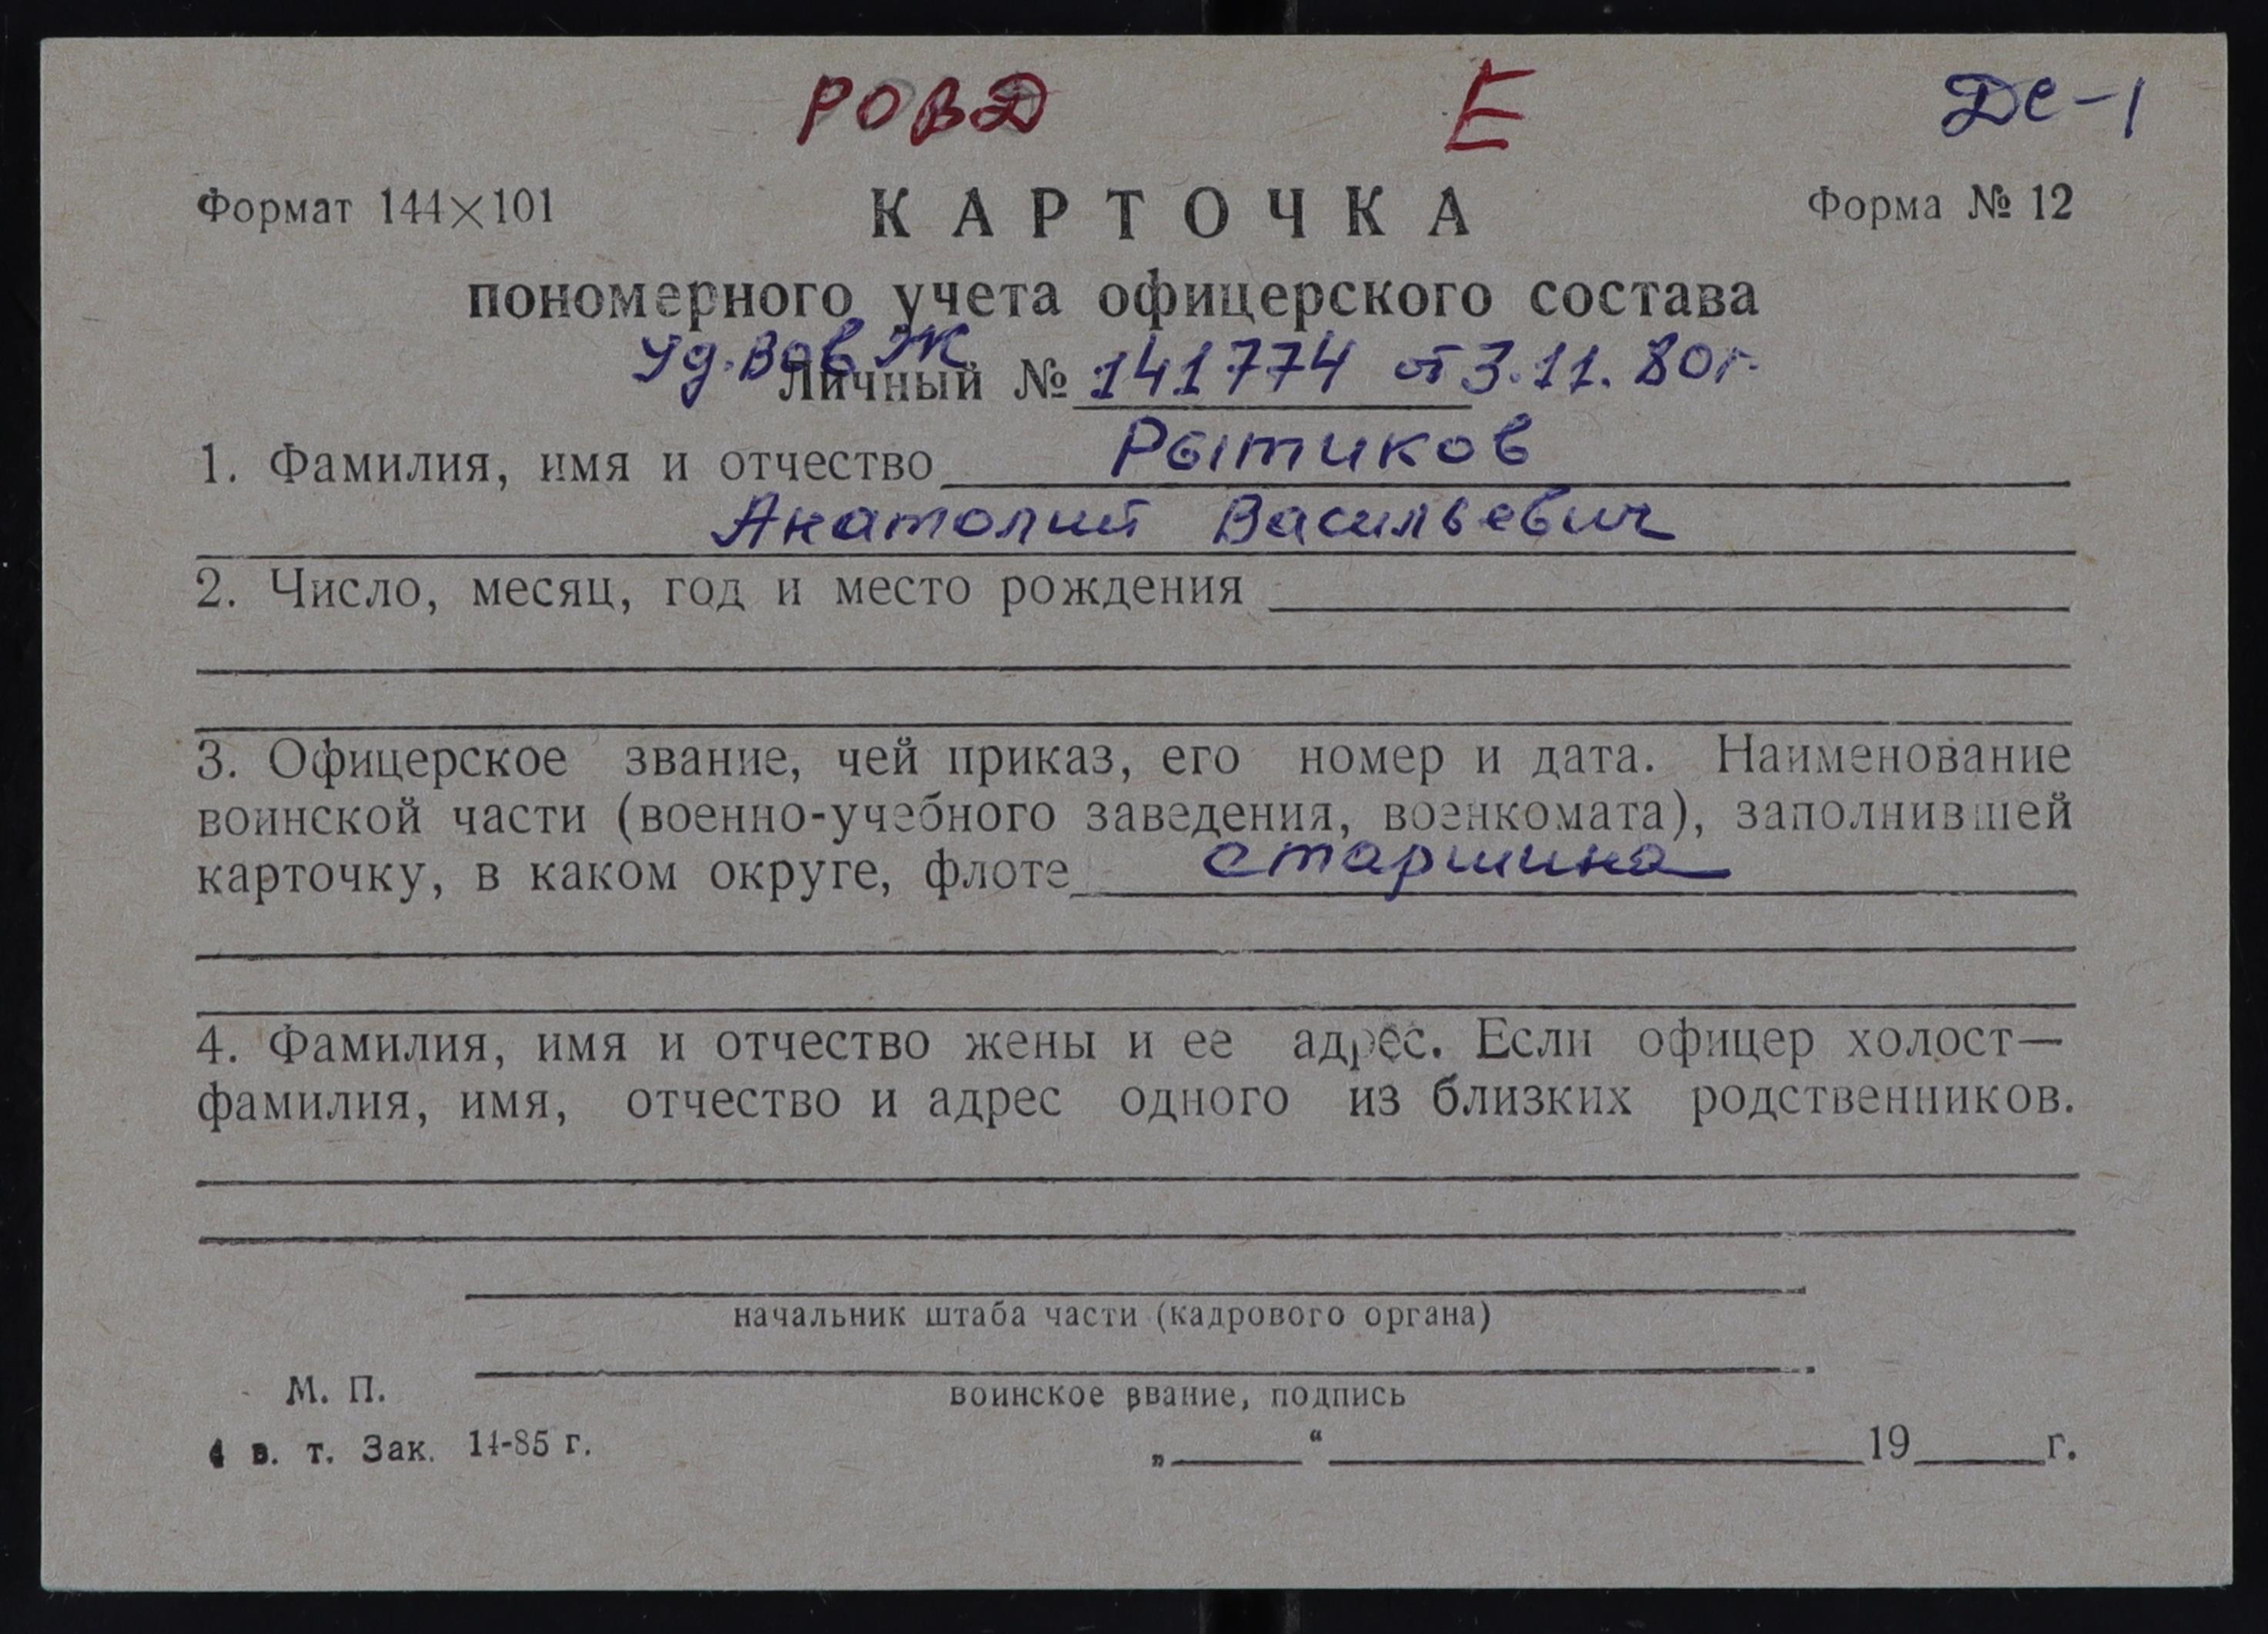 РОВД Е ДС-1
Формат 144×101 КАРТОЧКА Форма № 12
пономерного учета офицерского состава
Уд. ВОВ Ж
Личный № 141774 от 3.11.80г.
1. Фамилия, имя и отчество Рытиков
Анатолий Васильевич
2. Число, месяц, год и место рождения
3. Офицерское звание, чей приказ, его номер и дата. Наименование
воинской части (военно-учебного заведения, военкомата), заполнившей
карточку, в каком округе, флоте старшина
4. Фамилия, имя и отчество жены и ее адрес. Если офицер холост—
фамилия, имя, отчество и адрес одного из близких родственников.
начальник штаба части (кадрового органа)
М. П.
воинское звание, подпись
4 в. т. Зак. 14-85 г. „ “ 19 г.